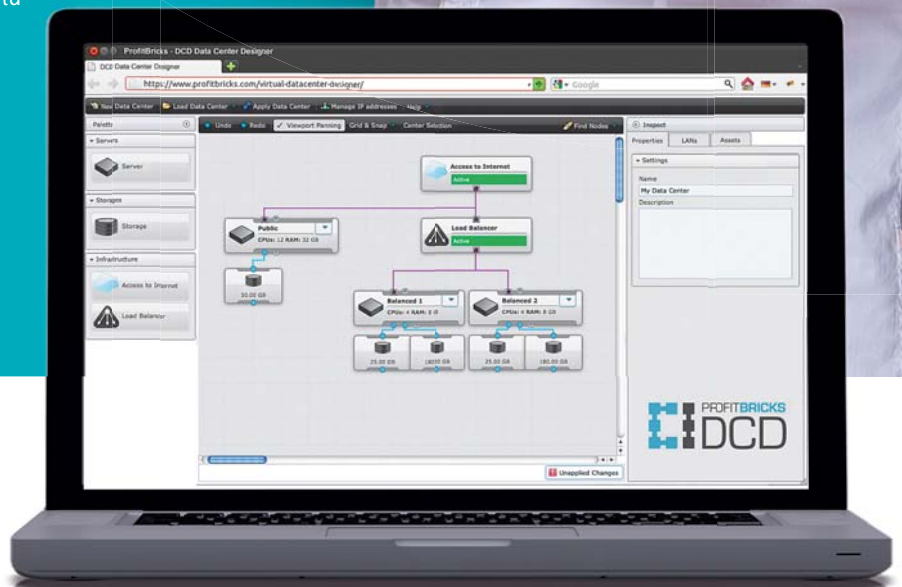 ProfitBricks - DCD Data Center Designer
DCD Data Center Designer
https://www.profitbricks.com/virtual-datacenter-designer/
Google
New Data Center
Load Data Center
Apply Data Center
Manage IP addresses
Help
Palette
Undo
Redo
Viewport Panning
Grid & Snap
Center Selection
Find Nodes
Inspect
Servers
Server
Storages
Storage
Infrastructure
Access to Internet
Load Balancer
Access to Internet
Active
Public
CPUs: 12 RAM: 32 GB
30.00 GB
Load Balancer
Active
Balanced 1
CPUs: 4 RAM: 8
Balanced 2
CPUs: 4 RAM: 8 GB
25.00 GB
25.00 GB
180.00 GB
Properties
LANs
Assets
Settings
Name
My Data Center
Description
PROFITBRICKS
DCD
Unapplied Changes